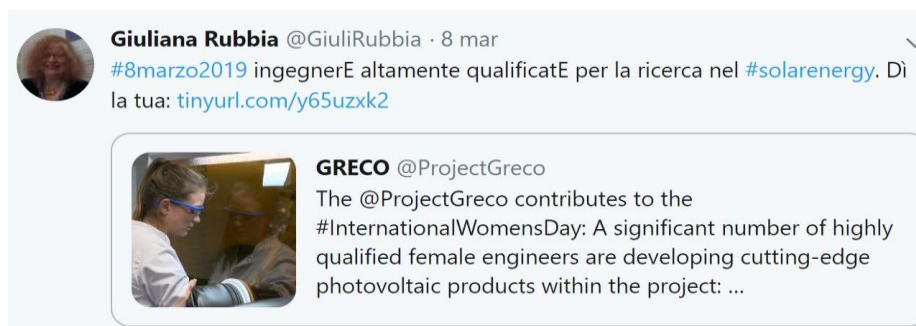 Giuliana Rubbia @GiuliRubbia · 8 mar
#8marzo2019 ingegnerE altamente qualificatE per la ricerca nel #solarenergy. Dì
la tua: tinyurl.com/y65uzxk2
GRECO @ProjectGreco
The @ProjectGreco contributes to the
#InternationalWomensDay: A significant number of highly
qualified female engineers are developing cutting-edge
photovoltaic products within the project: ...